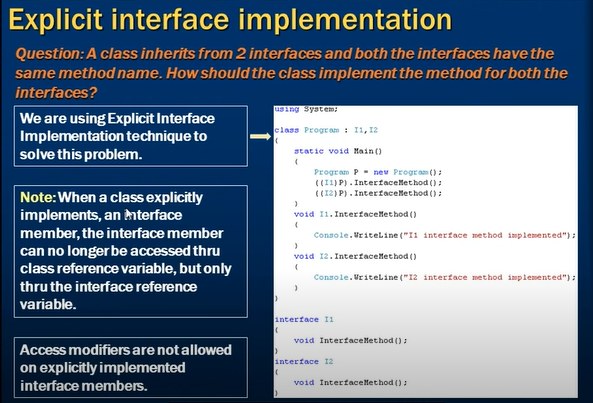 Explicit interface implementation
Question: A class inherits from 2 interfaces and both the interfaces have the
same method name. How should the class implement the method for both the
interfaces?
We are using Explicit Interface
Implementation technique to
solve this problem.
Note: When a class explicitly
implements, an interface
member, the interface member
can no longer be accessed thru
class reference variable, but only
thru the interface reference
variable.
Access modifiers are not allowed
on explicitly implemented
interface members.
using System;
class Program : I1,I2
{
static void Main()
{
Program P = new Program();
((I1)P).InterfaceMethod();
((I2)P).InterfaceMethod();
}
void I1.InterfaceMethod()
{
Console.WriteLine("I1 interface method implemented");
}
void I2.InterfaceMethod()
{
Console.WriteLine("I2 interface method implemented");
}
}
interface I1
{
void InterfaceMethod();
}
interface I2
{
void InterfaceMethod();
}